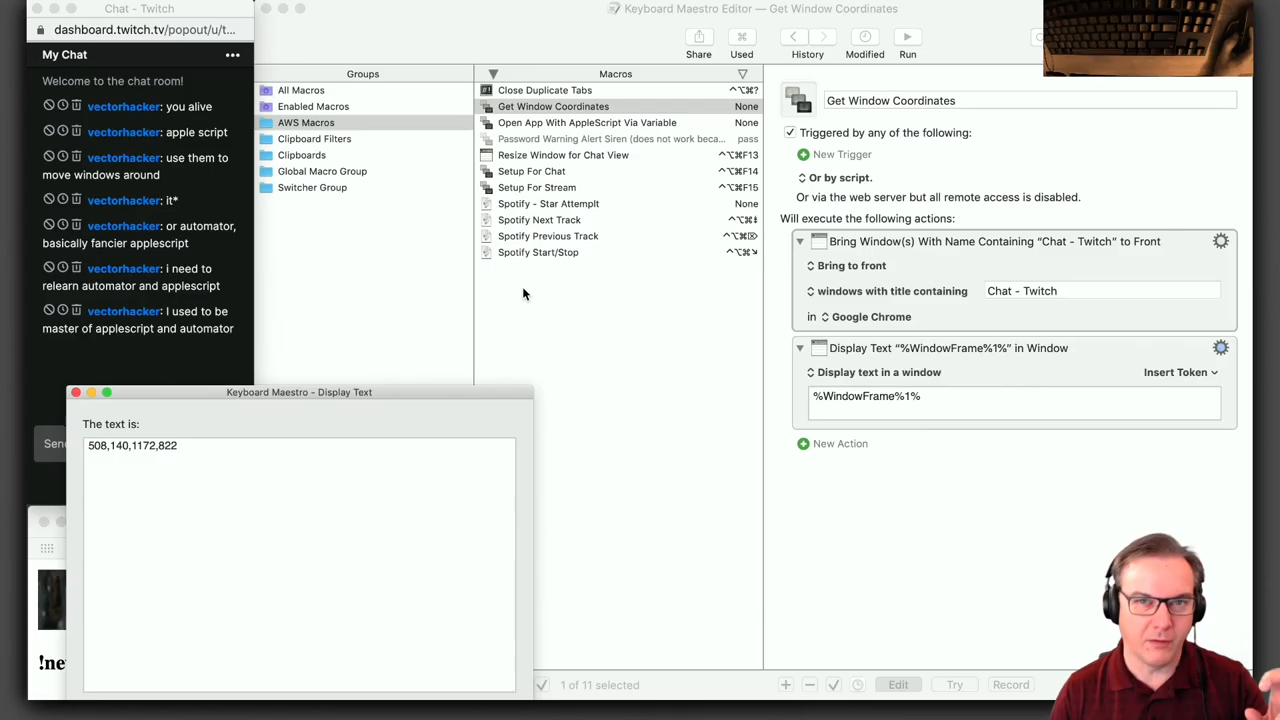 Chat - Twitch
dashboard.twitch.tv/popout/u/t...
My Chat
Welcome to the chat room!
vectorhacker: you alive
vectorhacker: apple script
vectorhacker: use them to
move windows around
vectorhacker: it*
vectorhacker: or automator,
basically fancier applescript
vectorhacker: i need to
relearn automator and applescript
vectorhacker: I used to be
master of applescript and automator
Keyboard Maestro Editor — Get Window Coordinates
Share
Used
History
Modified
Run
Groups
All Macros
Enabled Macros
AWS Macros
Clipboard Filters
Clipboards
Global Macro Group
Switcher Group
Macros
Close Duplicate Tabs ^⌥⌘?
Get Window Coordinates None
Open App With AppleScript Via Variable None
Password Warning Alert Siren (does not work beca... pass
Resize Window for Chat View ^⌥⌘F13
Setup For Chat ^⌥⌘F14
Setup For Stream ^⌥⌘F15
Spotify - Star Attempt None
Spotify Next Track ^⌥⌘⇟
Spotify Previous Track ^⌥⌘⌦
Spotify Start/Stop ^⌥⌘↘
Get Window Coordinates
Triggered by any of the following:
New Trigger
Or by script.
Or via the web server but all remote access is disabled.
Will execute the following actions:
Bring Window(s) With Name Containing “Chat - Twitch” to Front
Bring to front
windows with title containing Chat - Twitch
in Google Chrome
Display Text “%WindowFrame%1%” in Window
Display text in a window Insert Token
%WindowFrame%1%
New Action
Keyboard Maestro - Display Text
The text is:
508,140,1172,822
1 of 11 selected
Edit
Try
Record